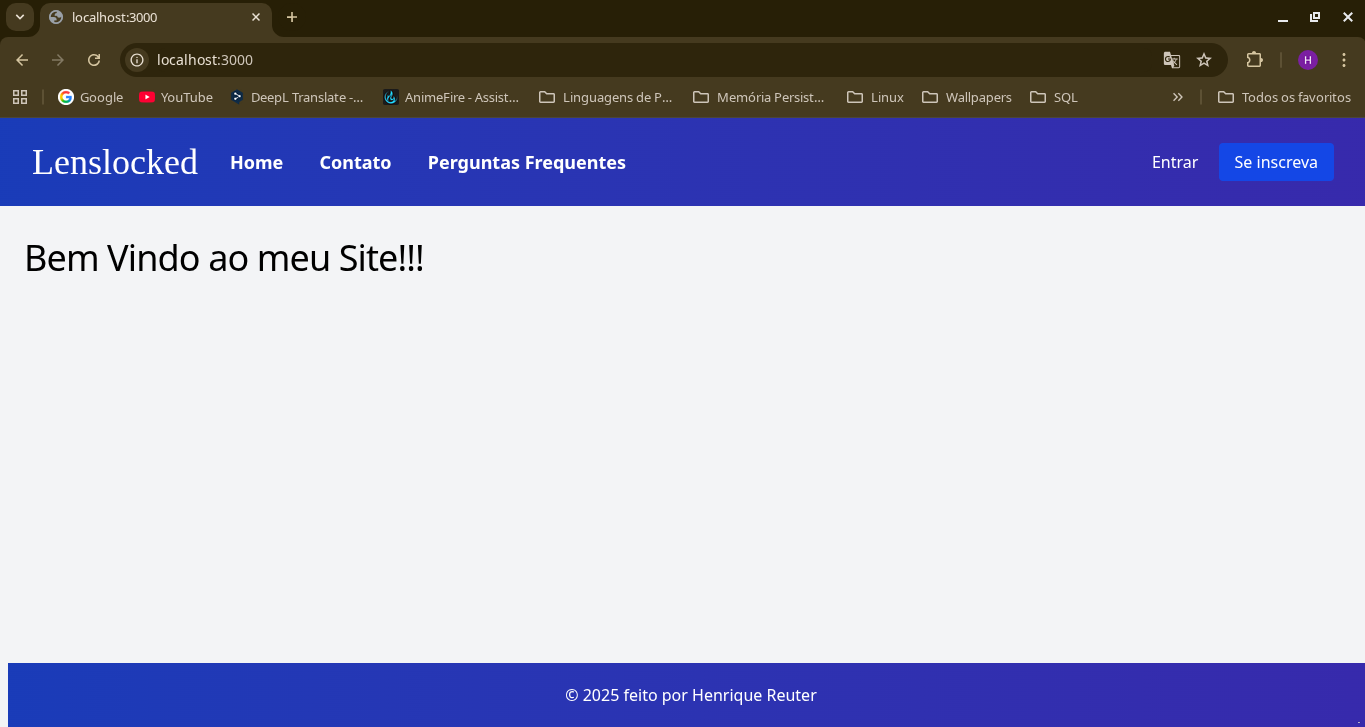 localhost:3000
localhost:3000
H
Google YouTube DeepL Translate -... AnimeFire - Assist... Linguagens de P... Memória Persist... Linux Wallpapers SQL Todos os favoritos
Lenslocked Home Contato Perguntas Frequentes Entrar Se inscreva
Bem Vindo ao meu Site!!!
© 2025 feito por Henrique Reuter